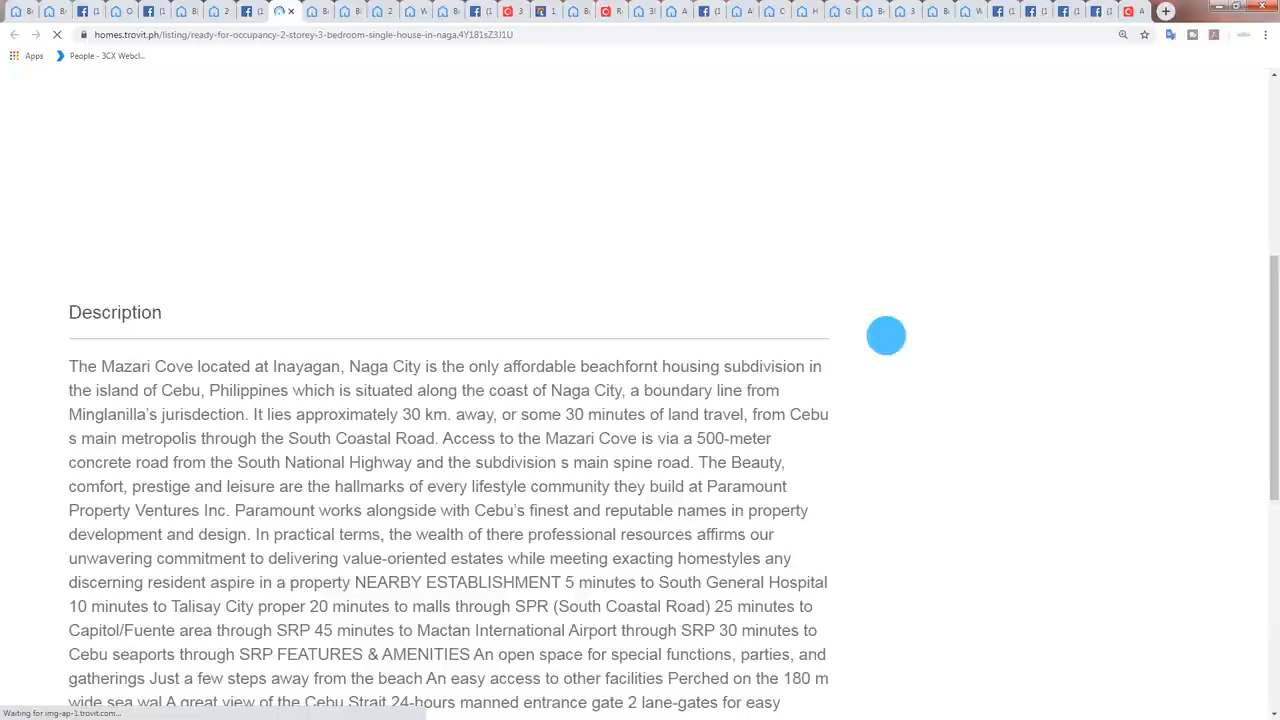 homes.trovit.ph/listing/ready-for-occupancy-2-storey-3-bedroom-single-house-in-naga.4Y181sZ3J1U
Apps People - 3CX Webcl...
Description
The Mazari Cove located at Inayagan, Naga City is the only affordable beachfornt housing subdivision in
the island of Cebu, Philippines which is situated along the coast of Naga City, a boundary line from
Minglanilla’s jurisdection. It lies approximately 30 km. away, or some 30 minutes of land travel, from Cebu
s main metropolis through the South Coastal Road. Access to the Mazari Cove is via a 500-meter
concrete road from the South National Highway and the subdivision s main spine road. The Beauty,
comfort, prestige and leisure are the hallmarks of every lifestyle community they build at Paramount
Property Ventures Inc. Paramount works alongside with Cebu’s finest and reputable names in property
development and design. In practical terms, the wealth of there professional resources affirms our
unwavering commitment to delivering value-oriented estates while meeting exacting homestyles any
discerning resident aspire in a property NEARBY ESTABLISHMENT 5 minutes to South General Hospital
10 minutes to Talisay City proper 20 minutes to malls through SPR (South Coastal Road) 25 minutes to
Capitol/Fuente area through SRP 45 minutes to Mactan International Airport through SRP 30 minutes to
Cebu seaports through SRP FEATURES & AMENITIES An open space for special functions, parties, and
gatherings Just a few steps away from the beach An easy access to other facilities Perched on the 180 m
wide sea wal A great view of the Cebu Strait 24-hours manned entrance gate 2 lane-gates for easy
Waiting for img-ap-1.trovit.com...